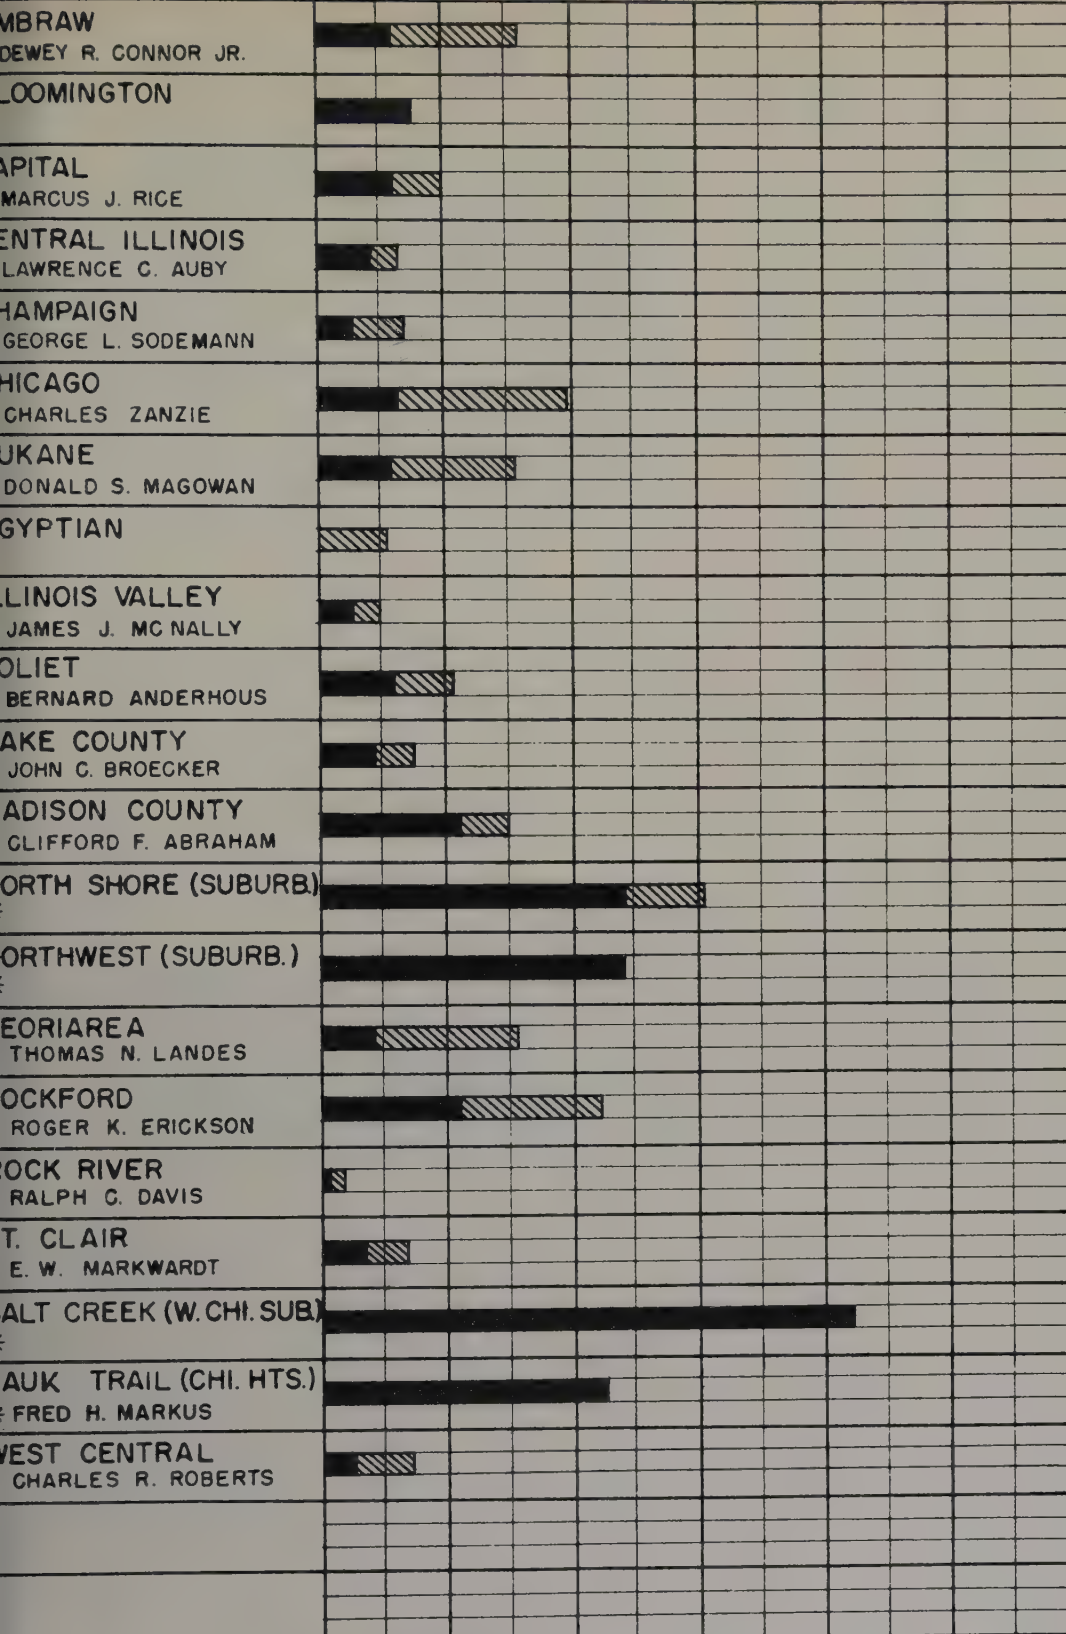 MBRAW
DEWEY R. CONNOR JR.
LOOMINGTON
APITAL
MARCUS J. RICE
ENTRAL ILLINOIS
LAWRENCE C. AUBY
HAMPAIGN
GEORGE L. SODEMANN
HICAGO
CHARLES ZANZIE
UKANE
DONALD S. MAGOWAN
GYPTIAN
LLINOIS VALLEY
JAMES J. MC NALLY
OLIET
BERNARD ANDERHOUS
AKE COUNTY
JOHN C. BROECKER
ADISON COUNTY
CLIFFORD F. ABRAHAM
ORTH SHORE (SUBURB.)
*
ORTHWEST (SUBURB.)
*
EORIAREA
THOMAS N. LANDES
OCKFORD
ROGER K. ERICKSON
ROCK RIVER
RALPH C. DAVIS
T. CLAIR
E. W. MARKWARDT
ALT CREEK (W. CHI. SUB.)
*
AUK TRAIL (CHI. HTS.)
* FRED H. MARKUS
WEST CENTRAL
CHARLES R. ROBERTS